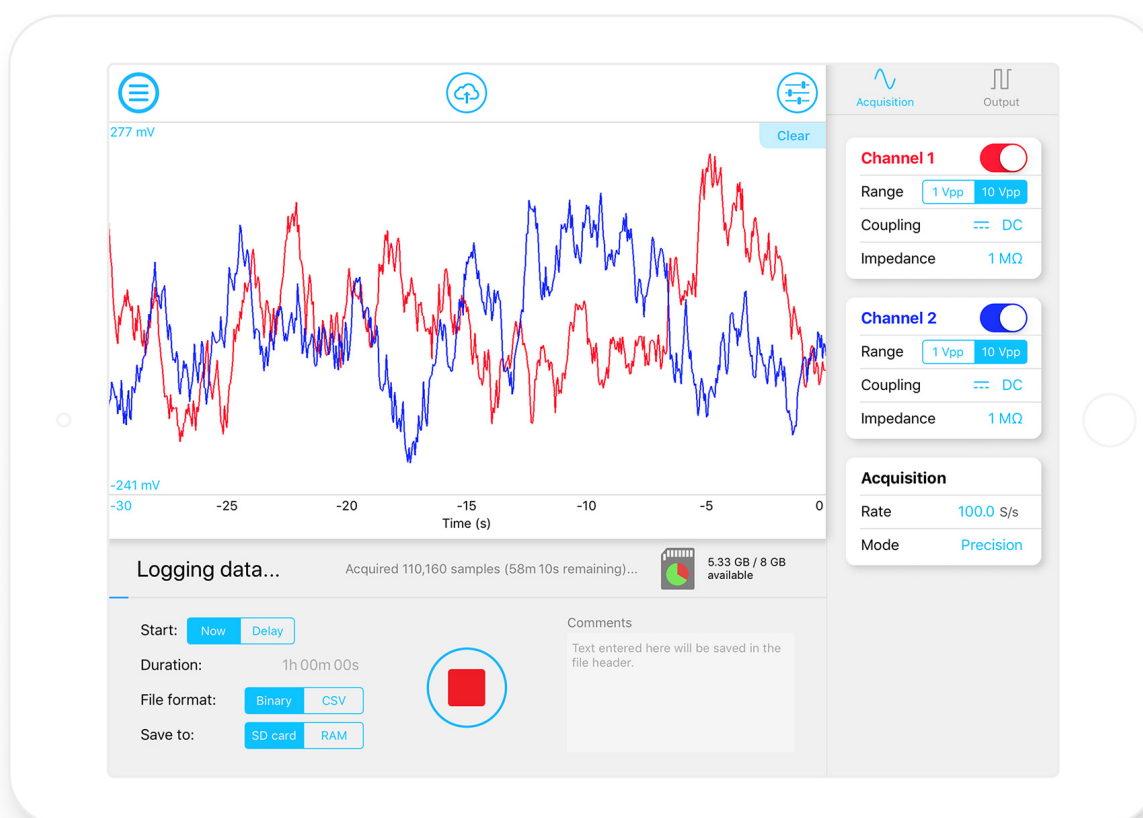 Acquisition
Output
277 mV
Clear
-241 mV
-30 -25 -20 -15 -10 -5 0
Time (s)
Channel 1
Range 1 Vpp 10 Vpp
Coupling DC
Impedance 1 MΩ
Channel 2
Range 1 Vpp 10 Vpp
Coupling DC
Impedance 1 MΩ
Acquisition
Rate 100.0 S/s
Mode Precision
Logging data...
Acquired 110,160 samples (58m 10s remaining)...
5.33 GB / 8 GB
available
Start: Now Delay
Duration: 1h 00m 00s
File format: Binary CSV
Save to: SD card RAM
Comments
Text entered here will be saved in the
file header.